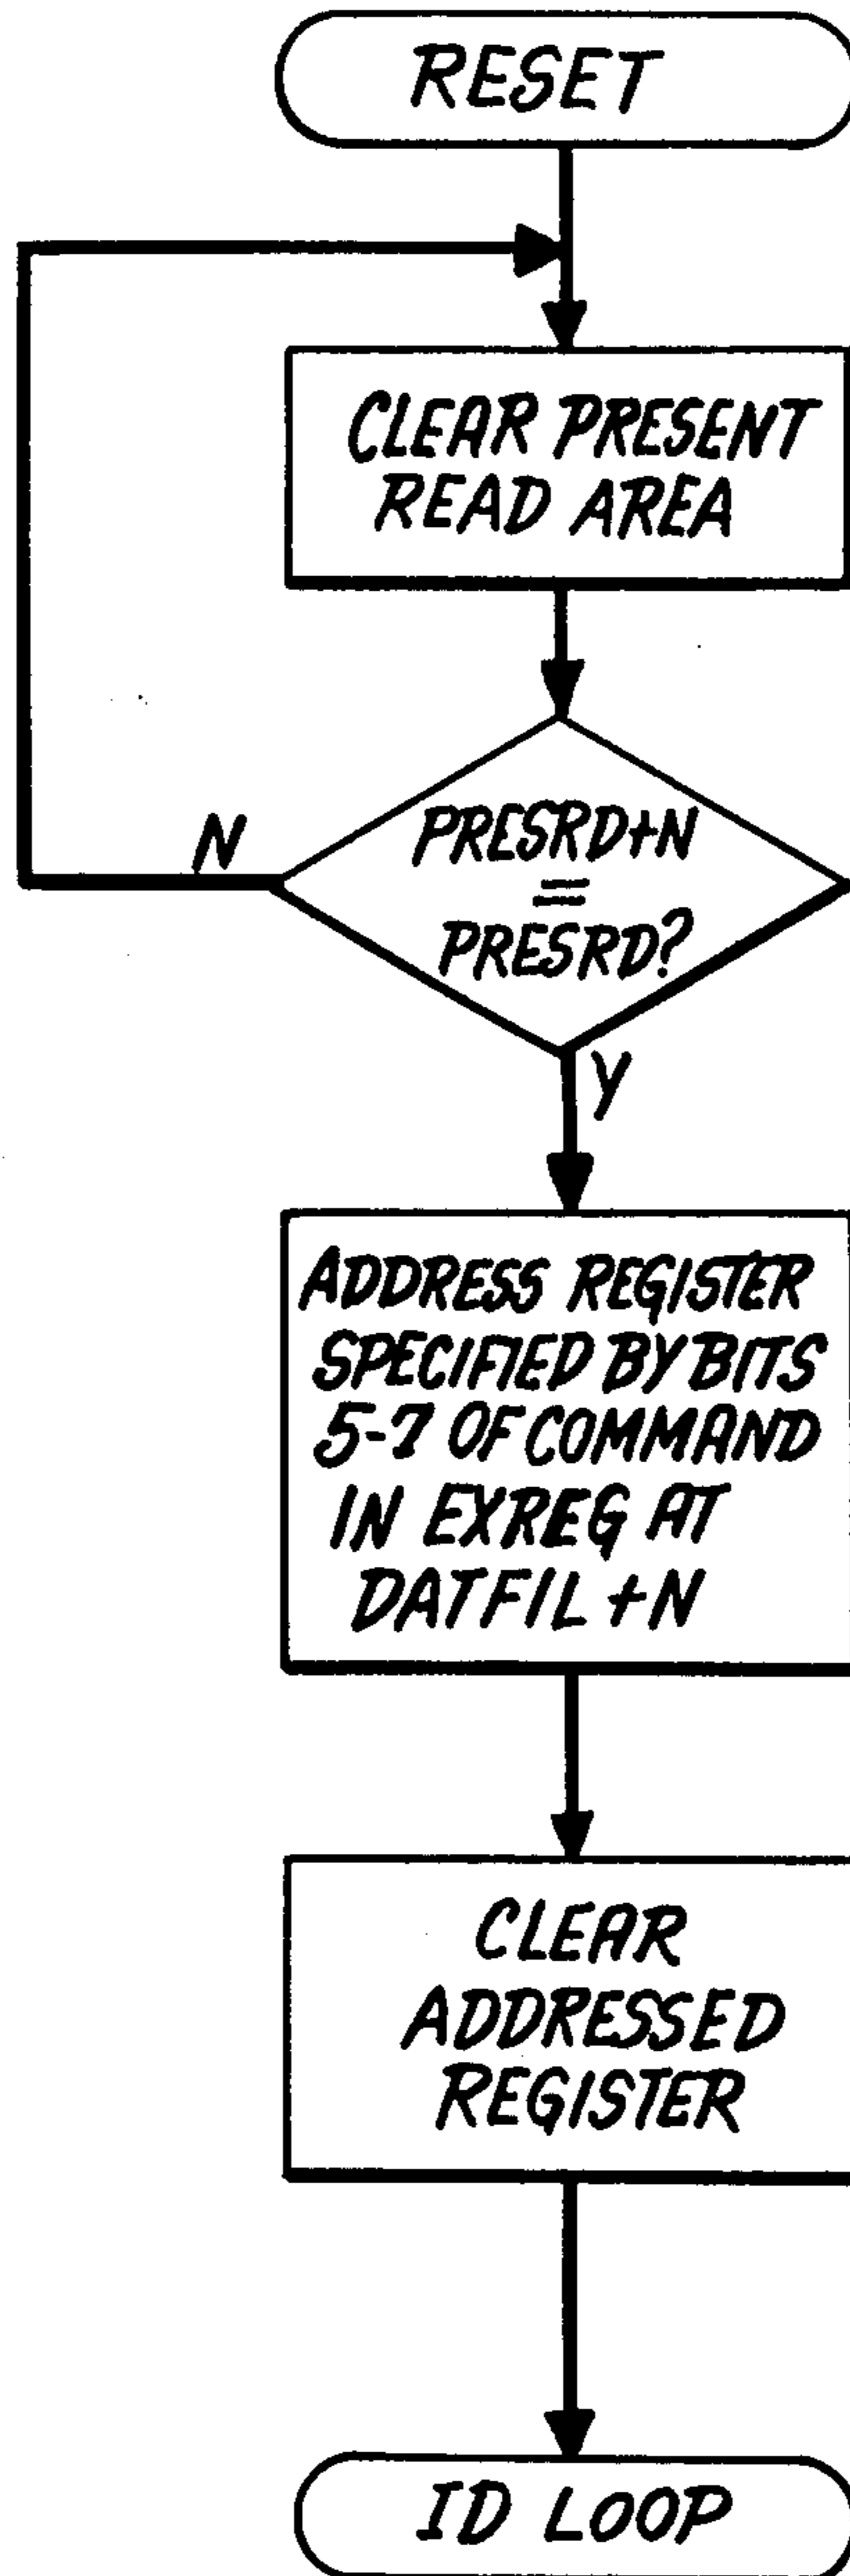 RESET
CLEAR PRESENT
READ AREA
PRESRD+N
=
PRESRD?
N
Y
ADDRESS REGISTER
SPECIFIED BY BITS
5-7 OF COMMAND
IN EXREG AT
DATFIL +N
CLEAR
ADDRESSED
REGISTER
ID LOOP